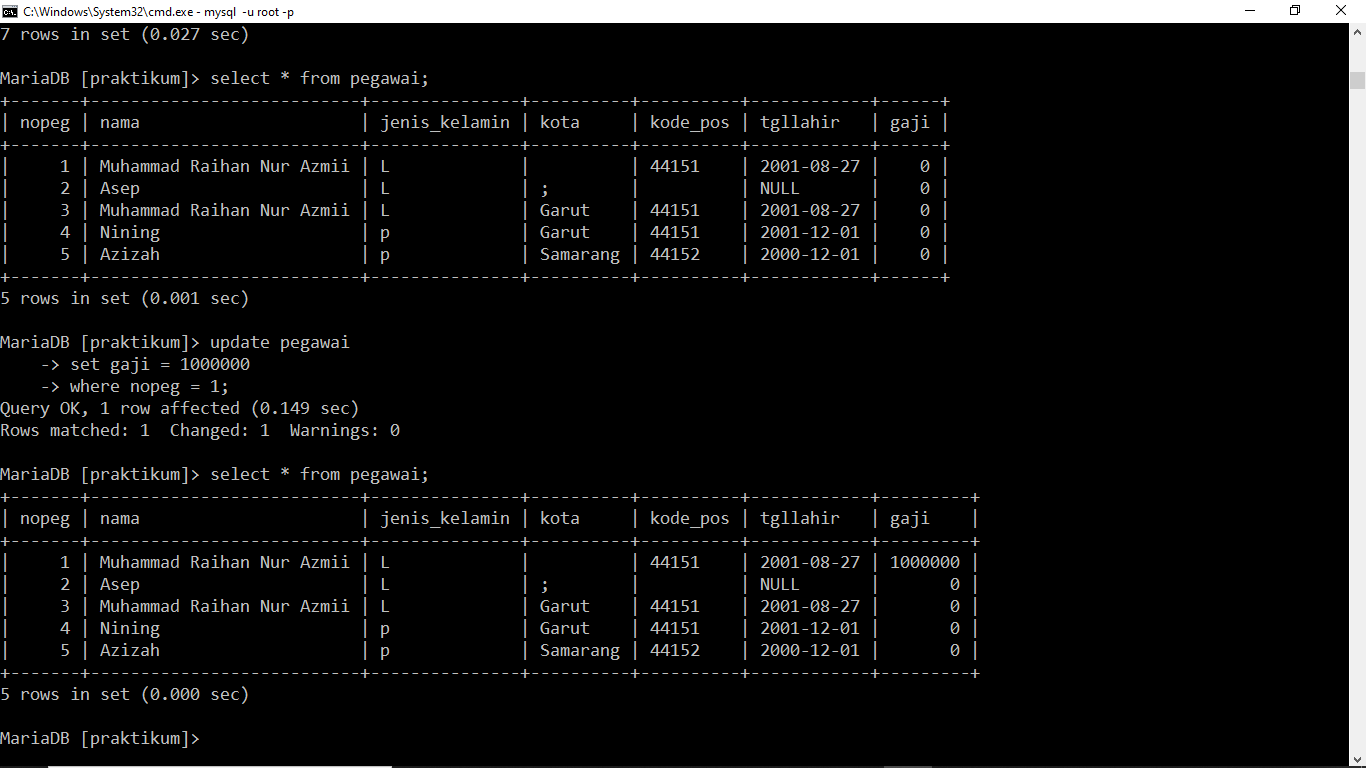 C:\Windows\System32\cmd.exe - mysql  -u root -p
7 rows in set (0.027 sec)

MariaDB [praktikum]> select * from pegawai;
+-------+---------------------------+---------------+----------+----------+------------+------+
| nopeg | nama                      | jenis_kelamin | kota     | kode_pos | tgllahir   | gaji |
+-------+---------------------------+---------------+----------+----------+------------+------+
|     1 | Muhammad Raihan Nur Azmii | L             |          | 44151    | 2001-08-27 |    0 |
|     2 | Asep                      | L             | ;        |          | NULL       |    0 |
|     3 | Muhammad Raihan Nur Azmii | L             | Garut    | 44151    | 2001-08-27 |    0 |
|     4 | Nining                    | p             | Garut    | 44151    | 2001-12-01 |    0 |
|     5 | Azizah                    | p             | Samarang | 44152    | 2000-12-01 |    0 |
+-------+---------------------------+---------------+----------+----------+------------+------+
5 rows in set (0.001 sec)

MariaDB [praktikum]> update pegawai
    -> set gaji = 1000000
    -> where nopeg = 1;
Query OK, 1 row affected (0.149 sec)
Rows matched: 1  Changed: 1  Warnings: 0

MariaDB [praktikum]> select * from pegawai;
+-------+---------------------------+---------------+----------+----------+------------+---------+
| nopeg | nama                      | jenis_kelamin | kota     | kode_pos | tgllahir   | gaji    |
+-------+---------------------------+---------------+----------+----------+------------+---------+
|     1 | Muhammad Raihan Nur Azmii | L             |          | 44151    | 2001-08-27 | 1000000 |
|     2 | Asep                      | L             | ;        |          | NULL       |       0 |
|     3 | Muhammad Raihan Nur Azmii | L             | Garut    | 44151    | 2001-08-27 |       0 |
|     4 | Nining                    | p             | Garut    | 44151    | 2001-12-01 |       0 |
|     5 | Azizah                    | p             | Samarang | 44152    | 2000-12-01 |       0 |
+-------+---------------------------+---------------+----------+----------+------------+---------+
5 rows in set (0.000 sec)

MariaDB [praktikum]>